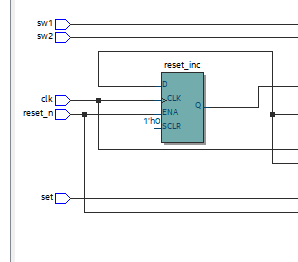 sw1
sw2
reset_inc
D
clk
CLK
Q
reset_n
ENA
1'h0
SCLR
set